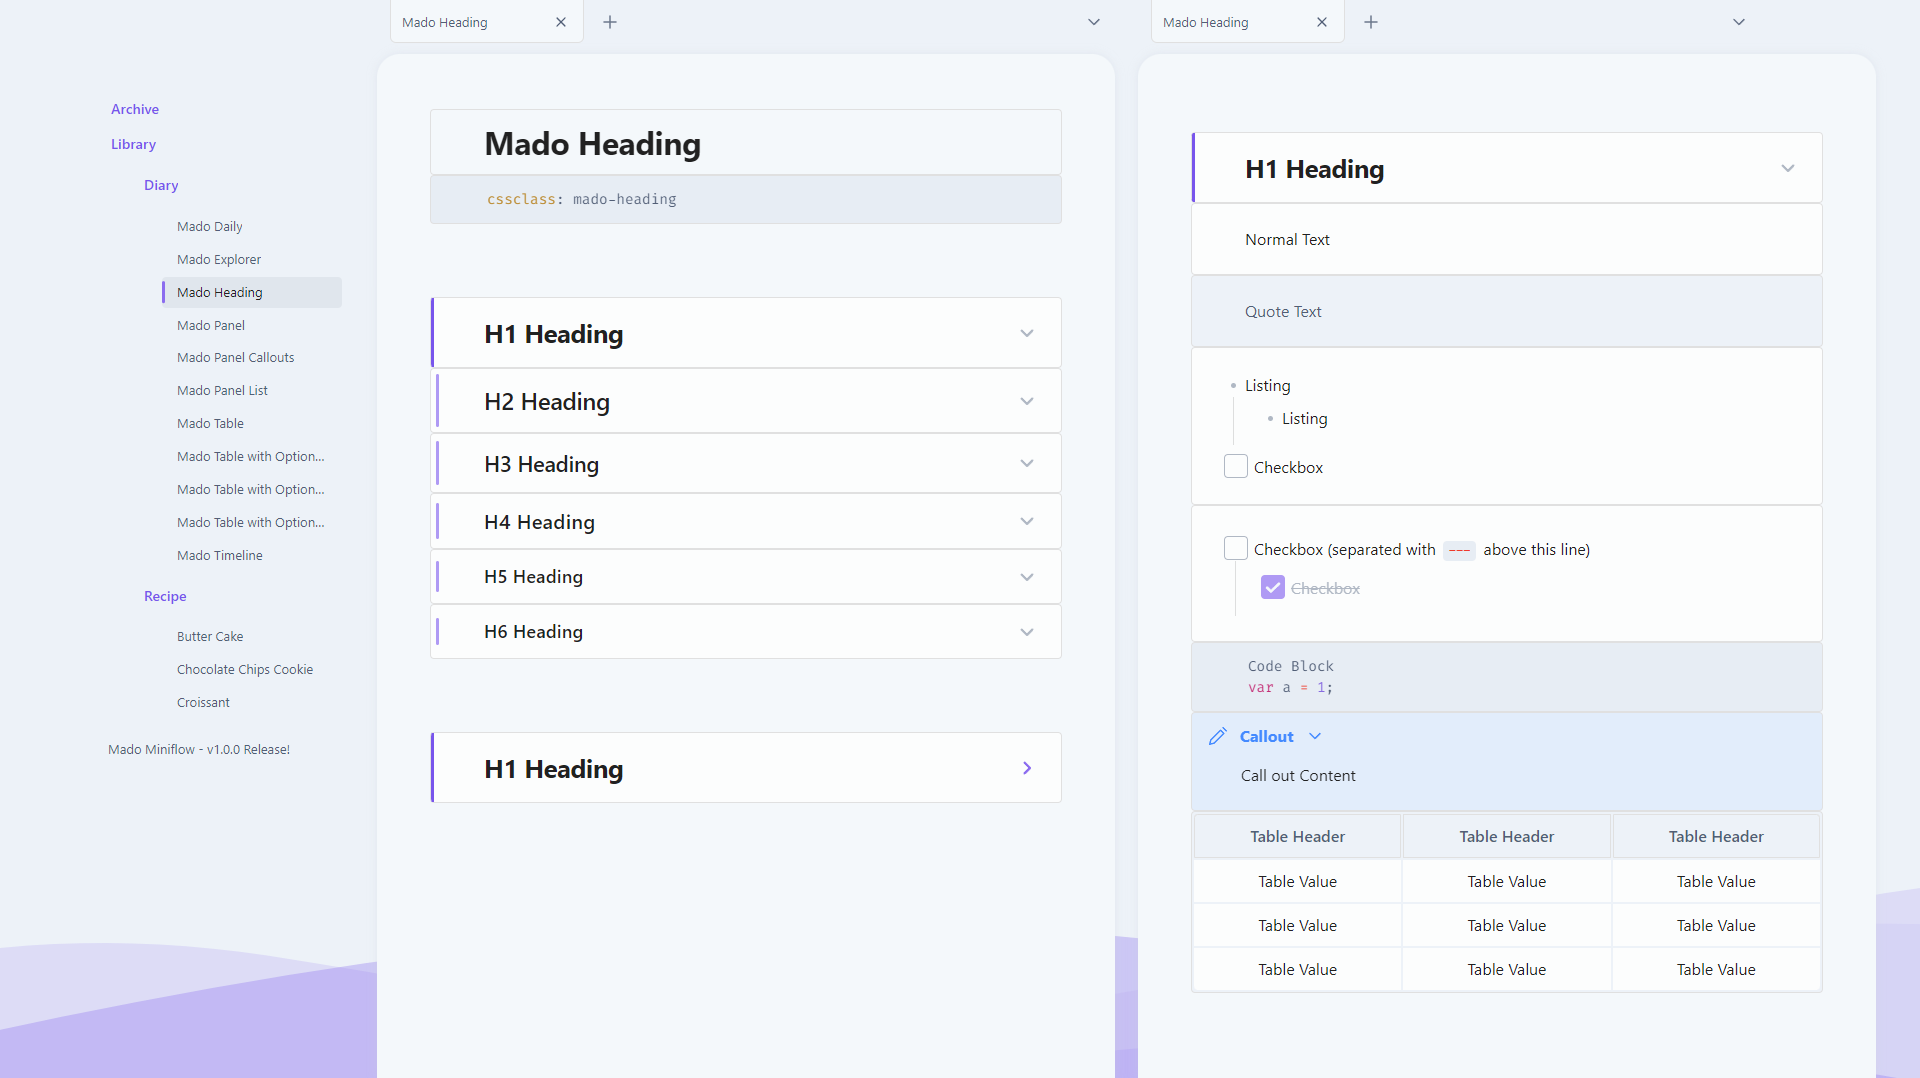 Mado Heading
Mado Heading
Archive
Library
Diary
Mado Daily
Mado Explorer
Mado Heading
Mado Panel
Mado Panel Callouts
Mado Panel List
Mado Table
Mado Table with Option...
Mado Table with Option...
Mado Table with Option...
Mado Timeline
Recipe
Butter Cake
Chocolate Chips Cookie
Croissant
Mado Miniflow - v1.0.0 Release!
Mado Heading
cssclass: mado-heading
H1 Heading
H2 Heading
H3 Heading
H4 Heading
H5 Heading
H6 Heading
H1 Heading
H1 Heading
Normal Text
Quote Text
Listing
Listing
Checkbox
Checkbox (separated with --- above this line)
Checkbox
Code Block
var a = 1;
Callout
Call out Content
Table Header Table Header Table Header
Table Value Table Value Table Value
Table Value Table Value Table Value
Table Value Table Value Table Value